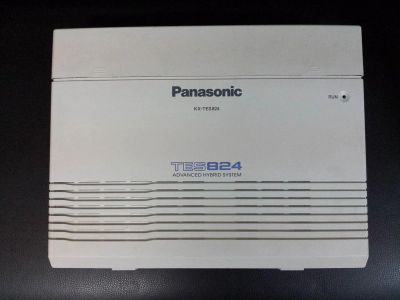 Panasonic
KX-TES824
RUN
TES824
ADVANCED HYBRID SYSTEM